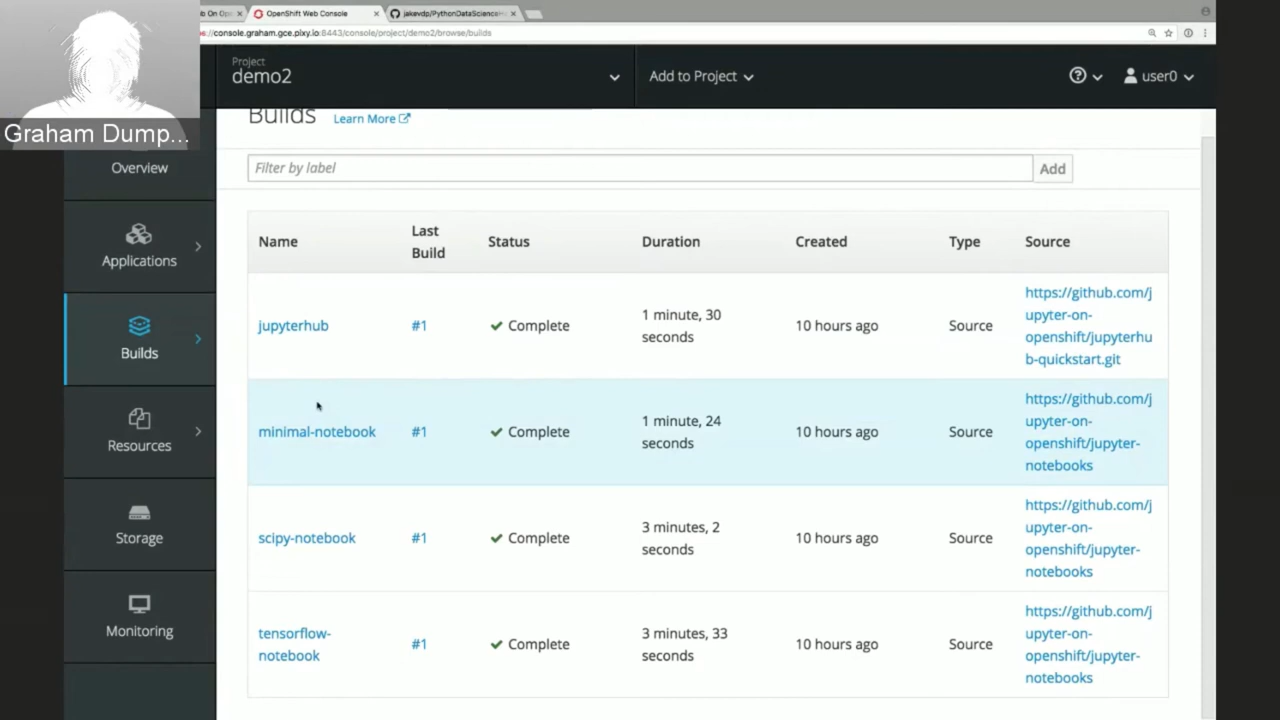 OpenShift Web Console
jakevdp/PythonDataScienceH
console.graham.gce.pixy.io:8443/console/project/demo2/browse/builds
Project
demo2
Add to Project
user0
Graham Dump...
Builds
Learn More
Overview
Filter by label
Add
Applications
Builds
Resources
Storage
Monitoring
Name
Last
Build
Status
Duration
Created
Type
Source
jupyterhub
#1
Complete
1 minute, 30
seconds
10 hours ago
Source
https://github.com/j
upyter-on-
openshift/jupyterhu
b-quickstart.git
minimal-notebook
#1
Complete
1 minute, 24
seconds
10 hours ago
Source
https://github.com/j
upyter-on-
openshift/jupyter-
notebooks
scipy-notebook
#1
Complete
3 minutes, 2
seconds
10 hours ago
Source
https://github.com/j
upyter-on-
openshift/jupyter-
notebooks
tensorflow-
notebook
#1
Complete
3 minutes, 33
seconds
10 hours ago
Source
https://github.com/j
upyter-on-
openshift/jupyter-
notebooks